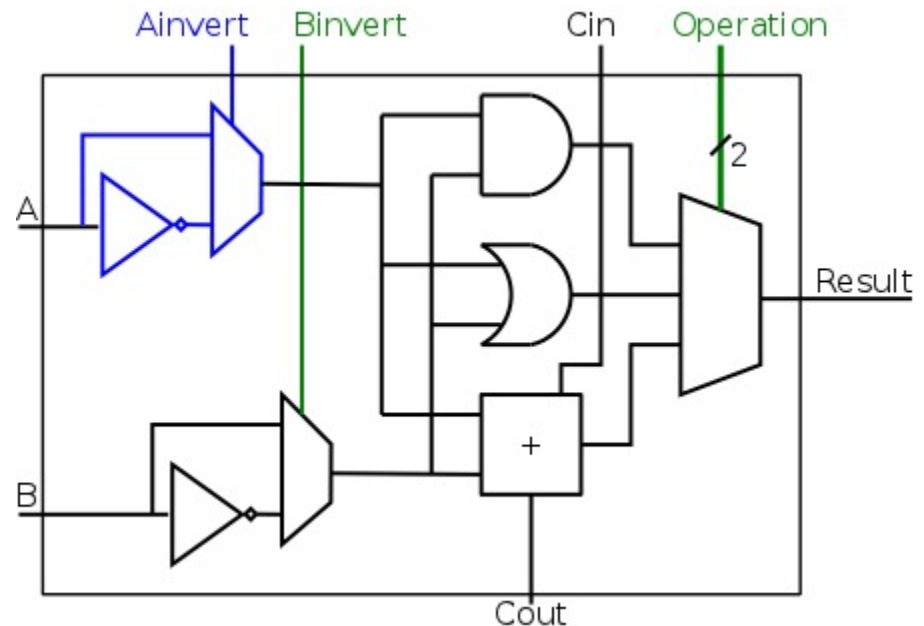 Ainvert
Binvert
Cin
Operation
2
A
Result
+
B
Cout